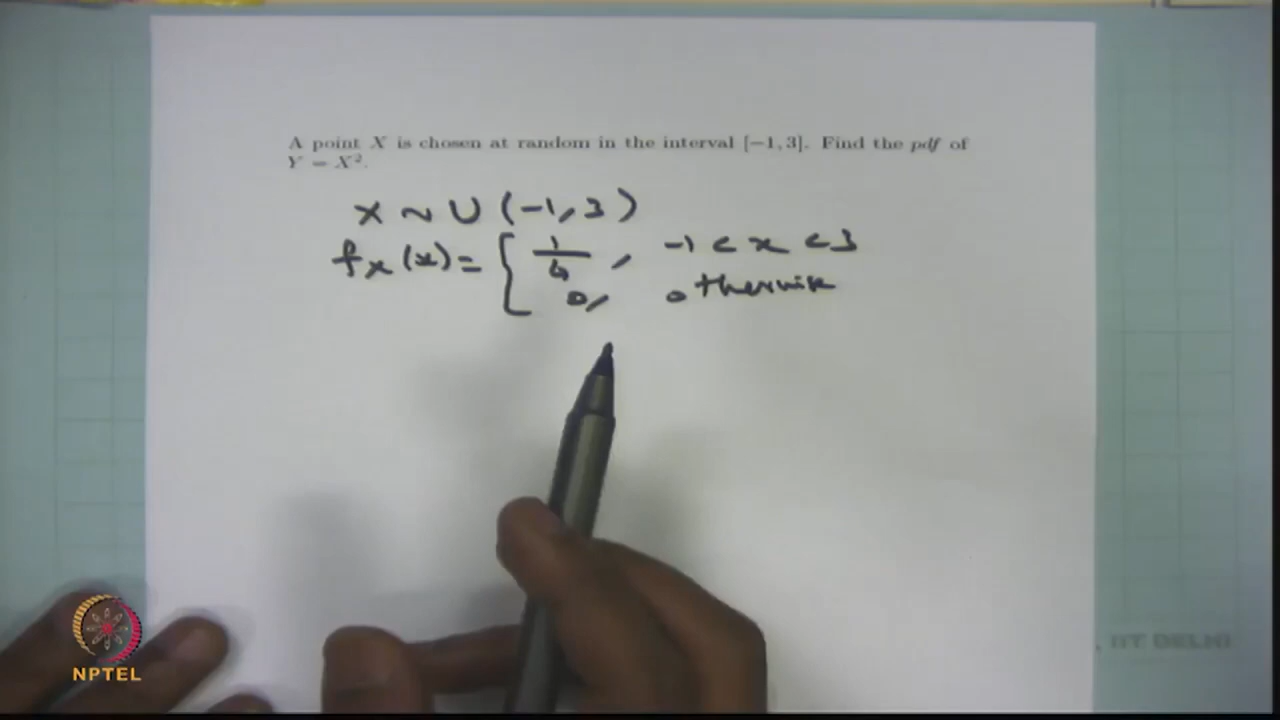 A point X is chosen at random in the interval [−1, 3]. Find the pdf of
Y = X².
X ~ U (-1, 3)
fx(x) = { 1/4 , -1 < x < 3
0, otherwise
NPTEL
, IIT DELHI